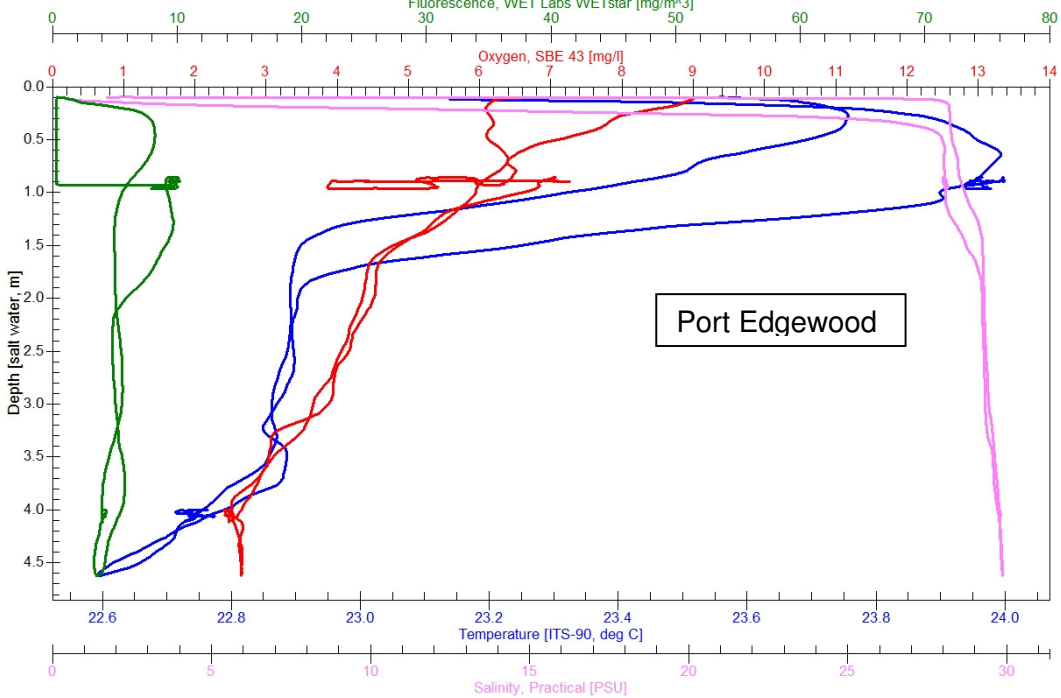 Fluorescence, WET Labs WETstar [mg/m^3]
0 10 20 30 40 50 60 70 80
Oxygen, SBE 43 [mg/l]
0 1 2 3 4 5 6 7 8 9 10 11 12 13 14
0.0
0.5
1.0
1.5
2.0
2.5
3.0
3.5
4.0
4.5
Depth [salt water, m]
Port Edgewood
22.6 22.8 23.0 23.2 23.4 23.6 23.8 24.0
Temperature [ITS-90, deg C]
0 5 10 15 20 25 30
Salinity, Practical [PSU]